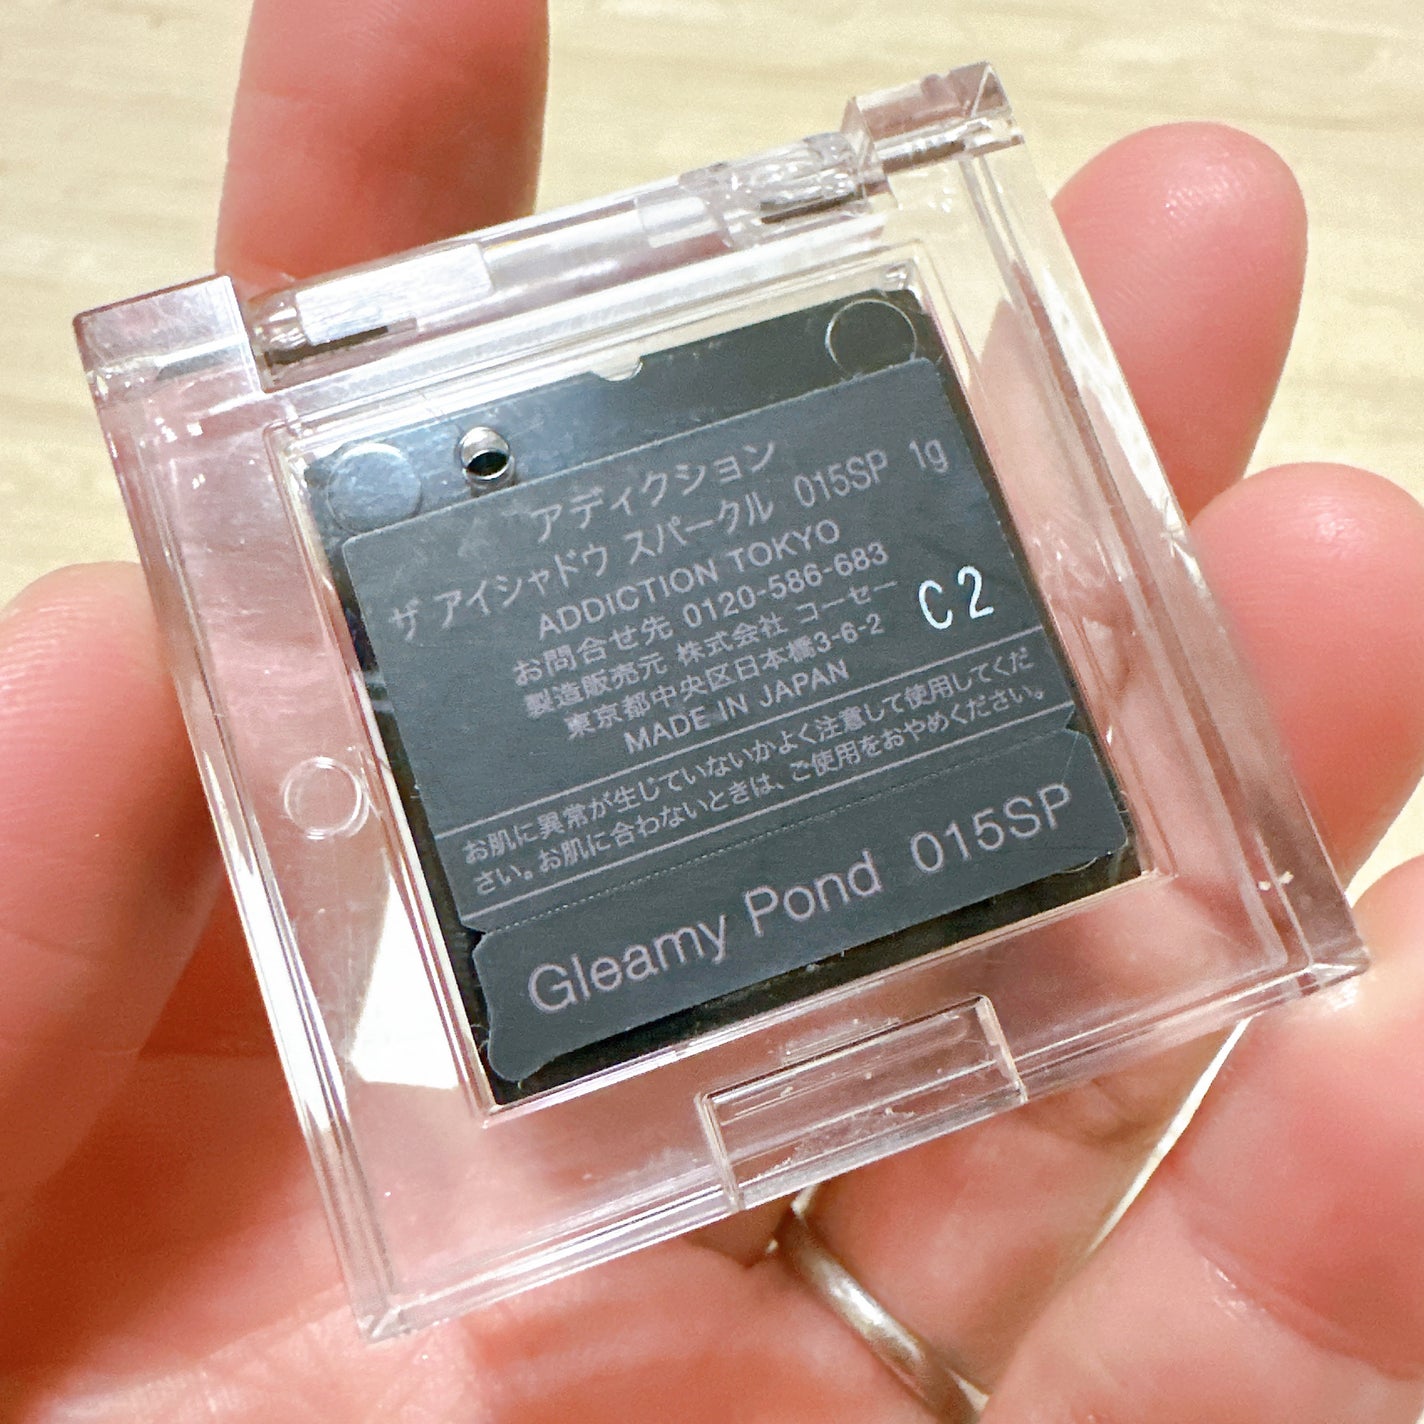 アディクション
ザ アイシャドウ スパークル 015SP 1g
ADDICTION TOKYO
お問合せ先 0120-586-683
製造販売元 株式会社 コーセー
東京都中央区日本橋3-6-2
MADE IN JAPAN
C2
お肌に異常が生じていないかよく注意して使用してくだ
さい。お肌に合わないときは、ご使用をおやめください。
Gleamy Pond 015SP